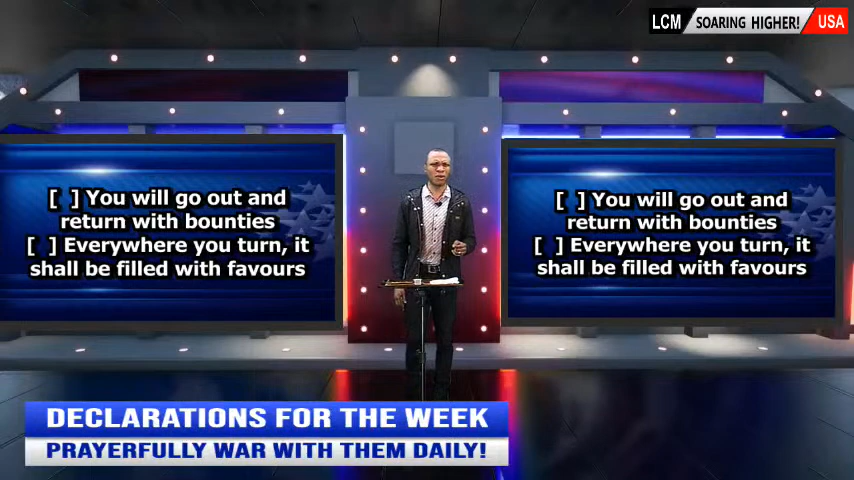 LCM SOARING HIGHER! USA
[ ] You will go out and
return with bounties
[ ] Everywhere you turn, it
shall be filled with favours
[ ] You will go out and
return with bounties
[ ] Everywhere you turn, it
shall be filled with favours
DECLARATIONS FOR THE WEEK
PRAYERFULLY WAR WITH THEM DAILY!